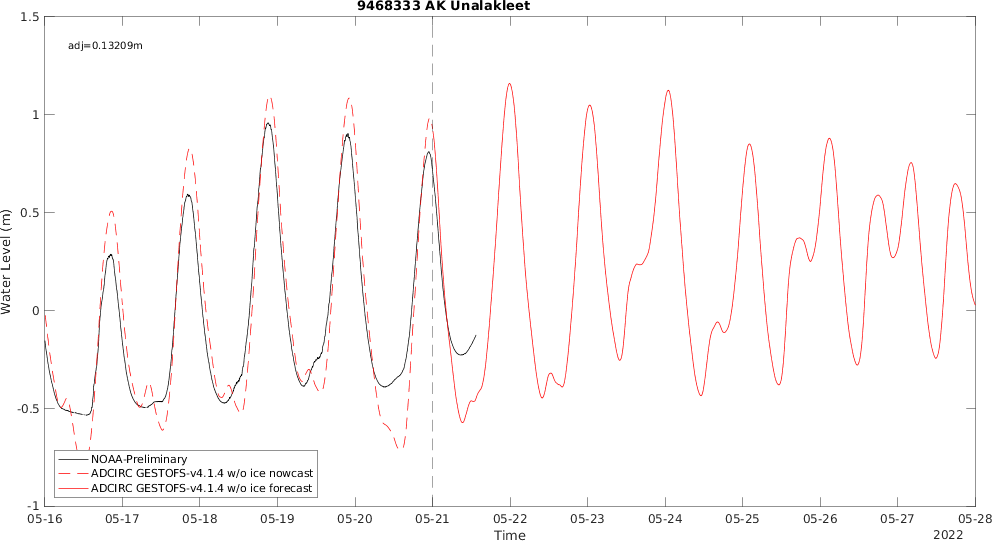 9468333 AK Unalakleet
adj=0.13209m
1.5
1
0.5
0
-0.5
-1
Water Level (m)
NOAA-Preliminary
ADCIRC GESTOFS-v4.1.4 w/o ice nowcast
ADCIRC GESTOFS-v4.1.4 w/o ice forecast
05-16 05-17 05-18 05-19 05-20 05-21 05-22 05-23 05-24 05-25 05-26 05-27 05-28
Time
2022